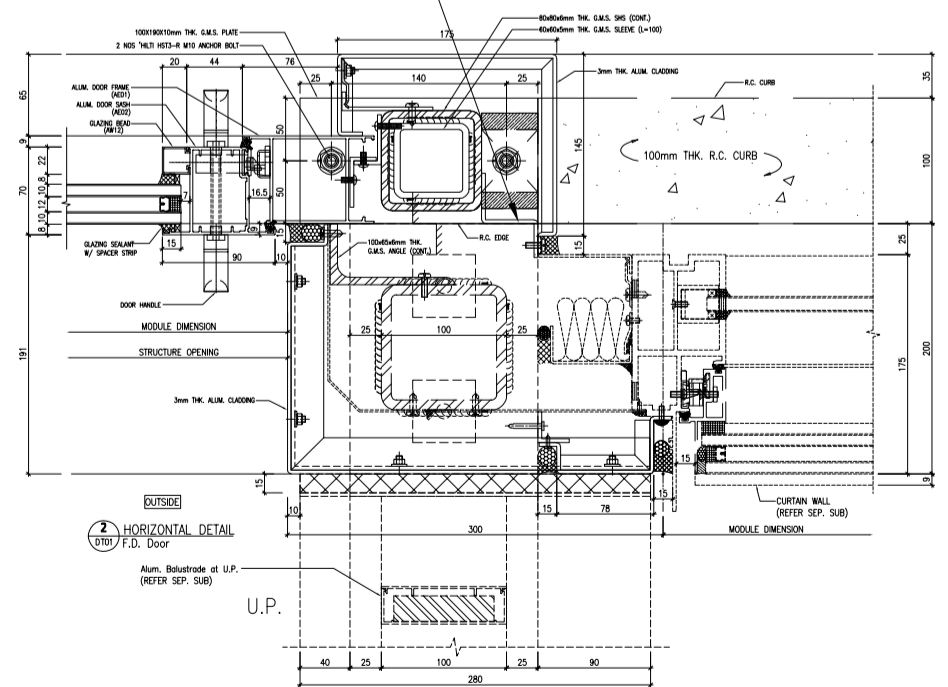 80x80x6mm THK. G.M.S. SHS (CONT.)
60x60x5mm THK. G.M.S. SLEEVE (L=100)
100X190X10mm THK. G.M.S. PLATE
2 NOS 'HILTI HST3-R M10 ANCHOR BOLT
175
20
44
76
25
140
25
3mm THK. ALUM. CLADDING
R.C. CURB
65
35
ALUM. DOOR FRAME
(AE01)
ALUM. DOOR SASH
(AE02)
GLAZING BEAD
(AW12)
50
50
145
100mm THK. R.C. CURB
100
9
22
8
10
12
10
8
70
7
16.5
9
15
15
GLAZING SEALANT
W/ SPACER STRIP
15
90
10
100x65x6mm THK.
G.M.S. ANGLE (CONT.)
R.C. EDGE
15
25
DOOR HANDLE
MODULE DIMENSION
STRUCTURE OPENING
25
100
25
191
175
200
3mm THK. ALUM. CLADDING
15
15
9
OUTSIDE
10
15
78
15
CURTAIN WALL
(REFER SEP. SUB)
300
MODULE DIMENSION
2
DT01
HORIZONTAL DETAIL
F.D. Door
Alum. Balustrade at U.P.
(REFER SEP. SUB)
U.P.
40
25
100
25
90
280